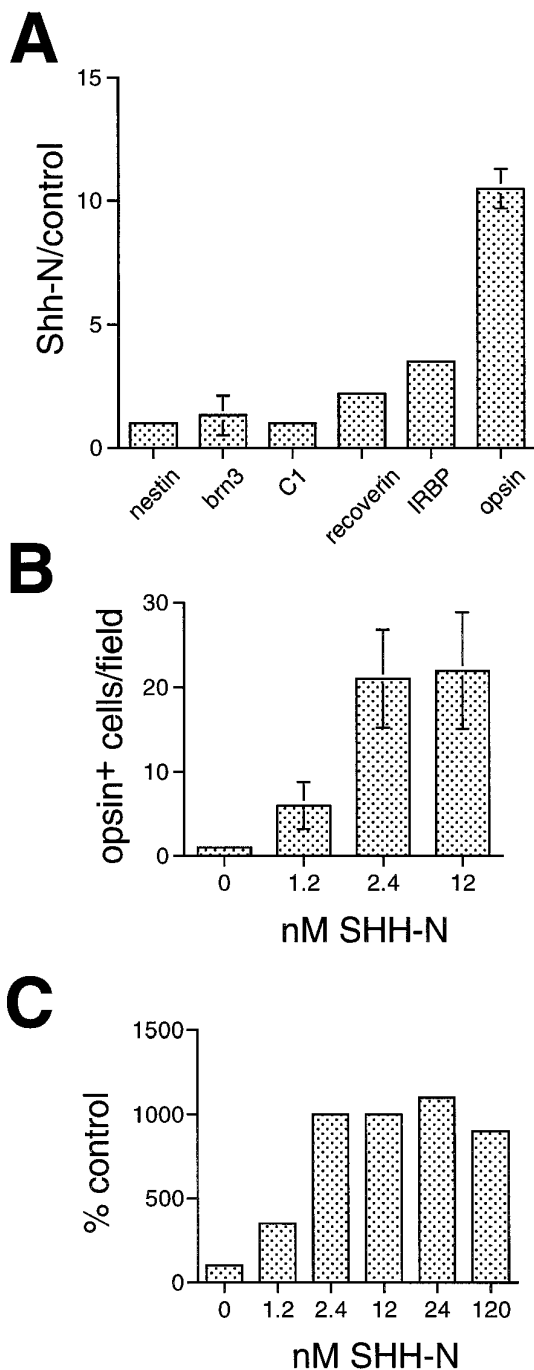 A
15
10
5
0
Shh-N/control
nestin
brn3
C1
recoverin
IRBP
opsin
B
30
20
10
0
opsin+ cells/field
0 1.2 2.4 12
nM SHH-N
C
1500
1000
500
0
% control
0 1.2 2.4 12 24 120
nM SHH-N